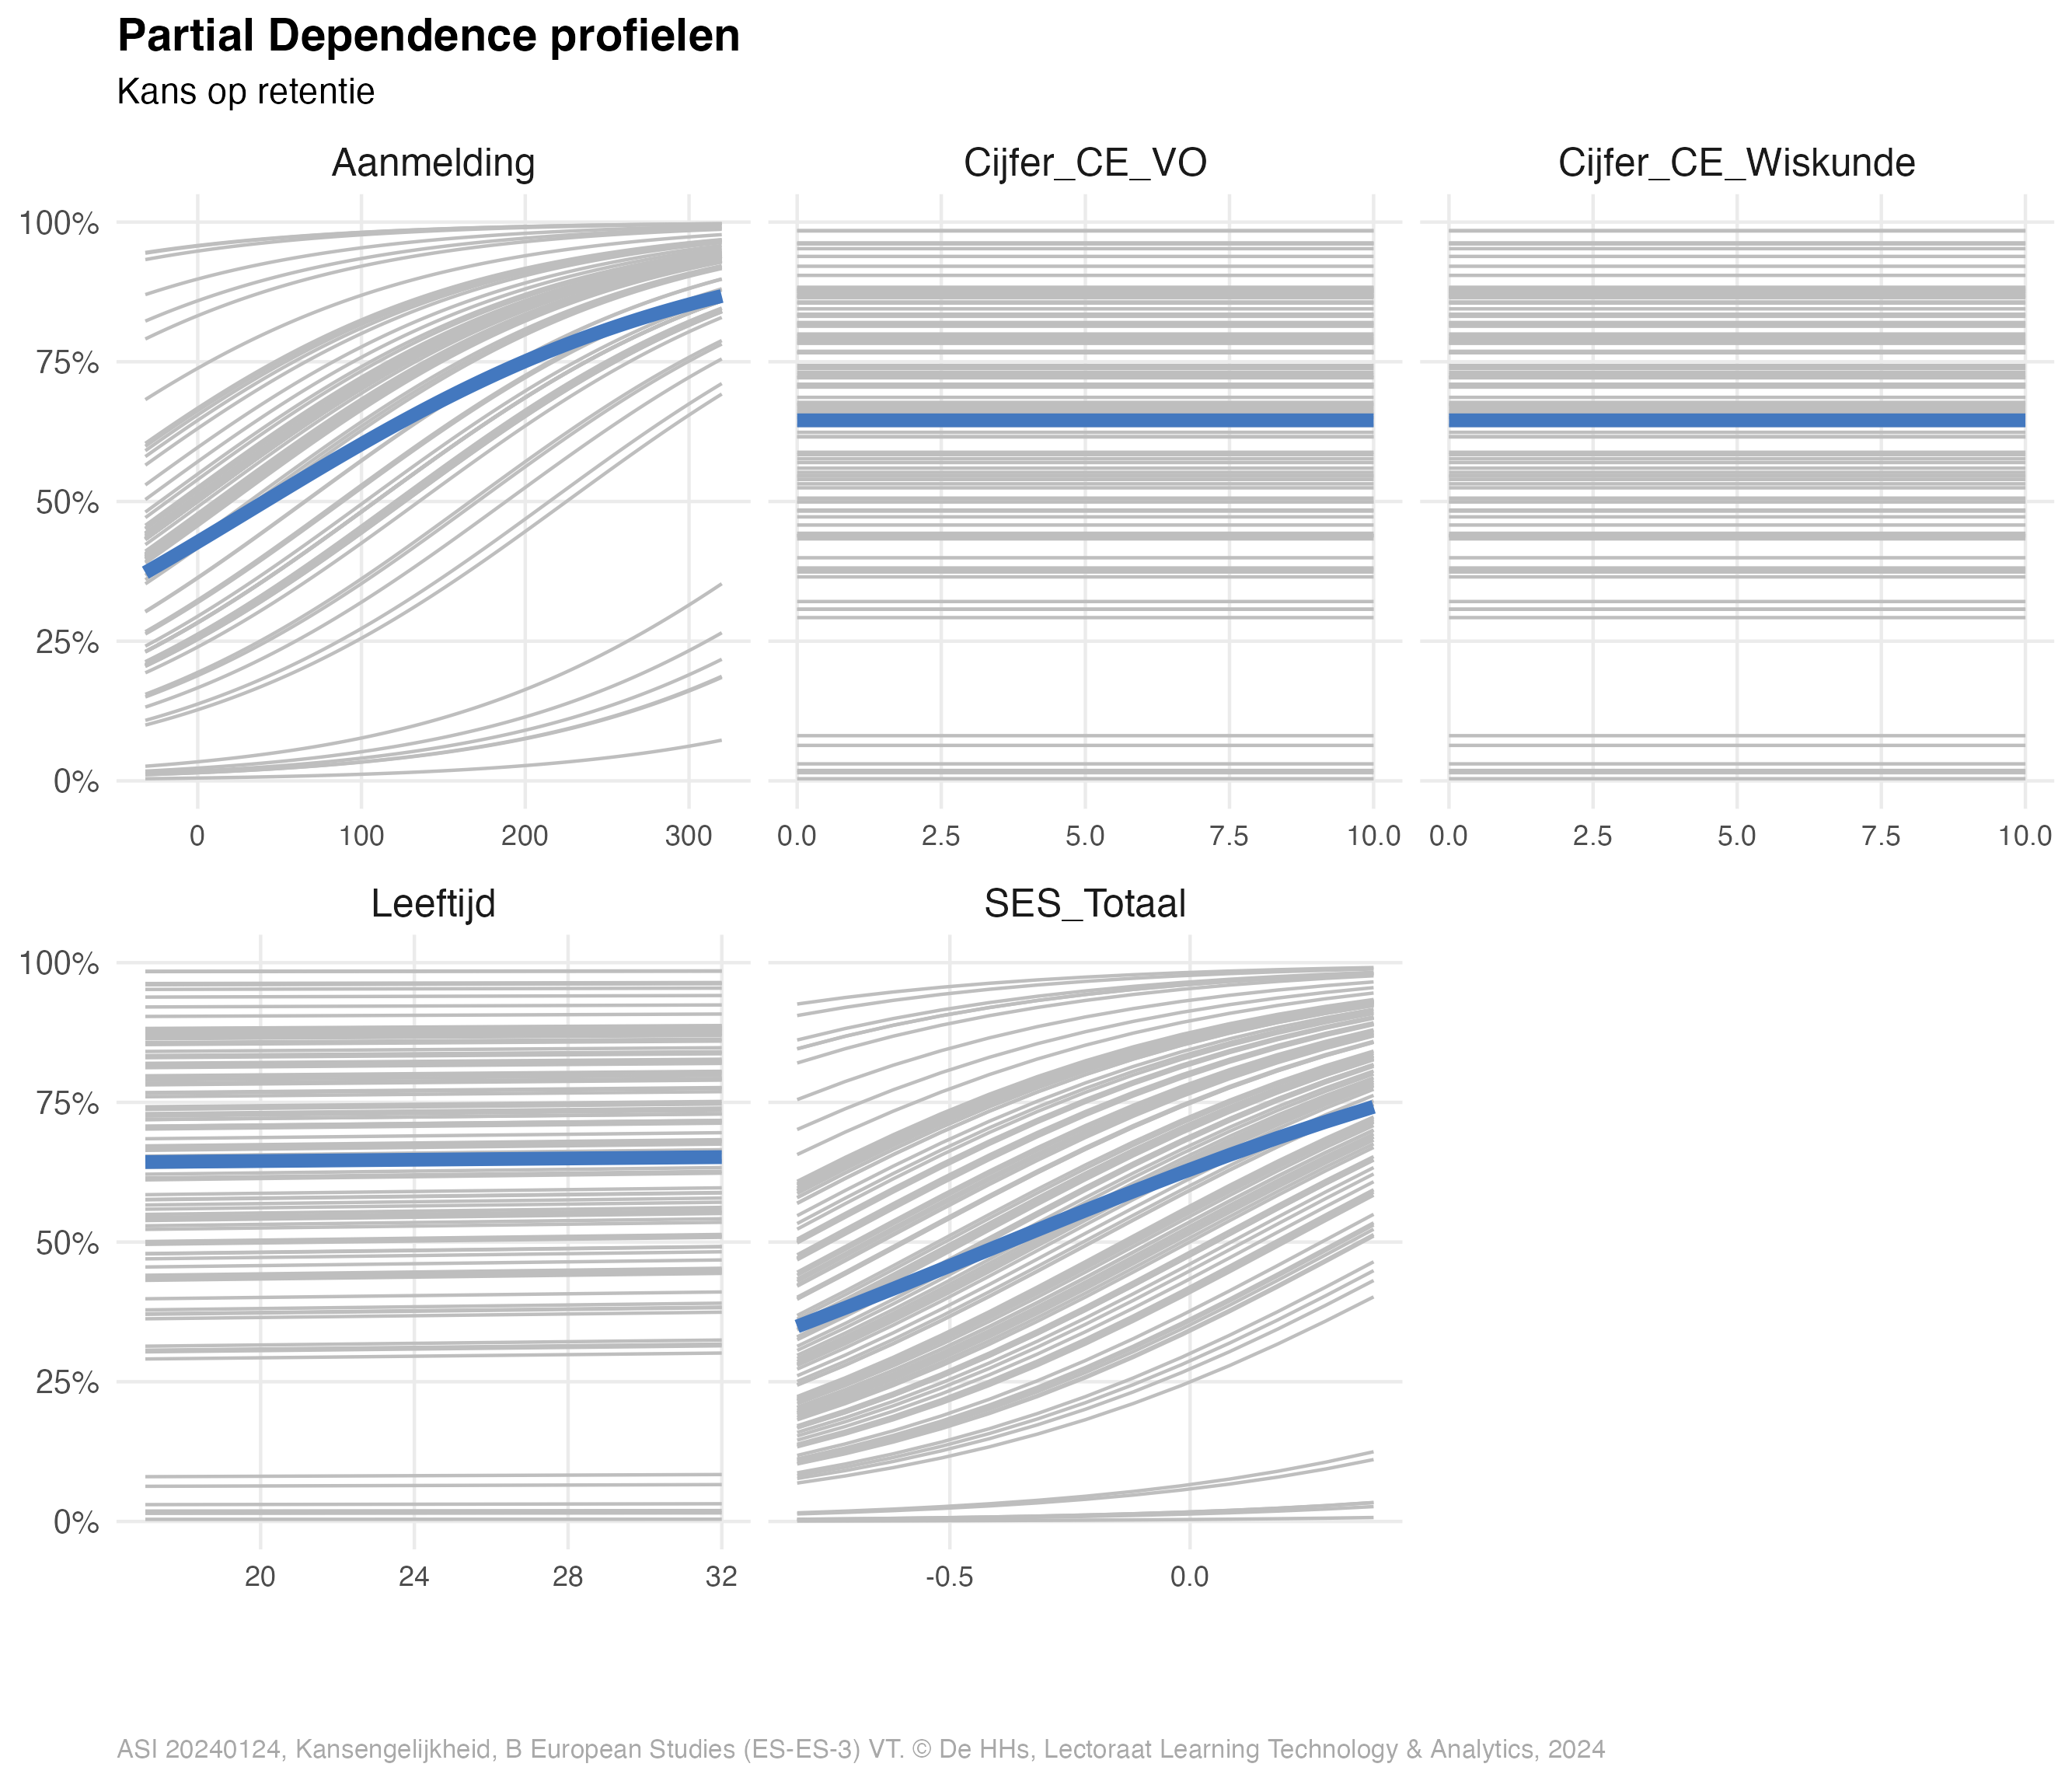 Partial Dependence profielen
Kans op retentie
Aanmelding
Cijfer_CE_VO
Cijfer_CE_Wiskunde
100%
75%
50%
25%
0%
0 100 200 300
0.0 2.5 5.0 7.5 10.0
0.0 2.5 5.0 7.5 10.0
Leeftijd
SES_Totaal
100%
75%
50%
25%
0%
20 24 28 32
-0.5 0.0
ASI 20240124, Kansengelijkheid, B European Studies (ES-ES-3) VT. © De HHs, Lectoraat Learning Technology & Analytics, 2024